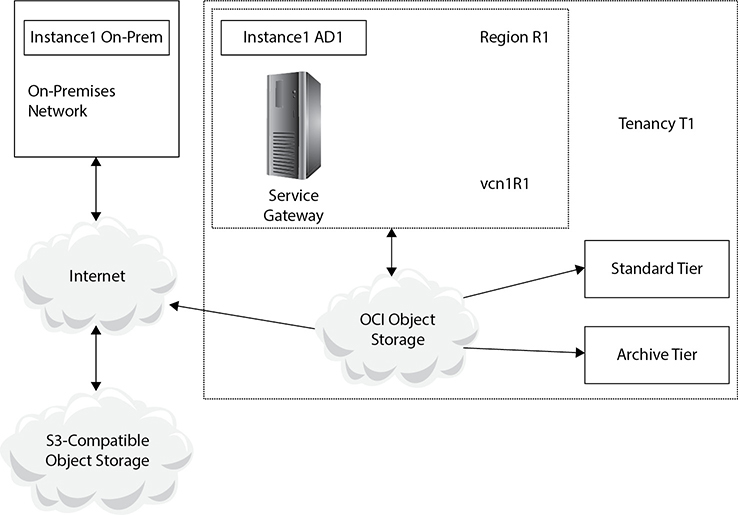 Instance1 On-Prem
On-Premises
Network
Instance1 AD1
Region R1
Tenancy T1
vcn1R1
Service
Gateway
Internet
Standard Tier
OCI Object
Storage
Archive Tier
S3-Compatible
Object Storage